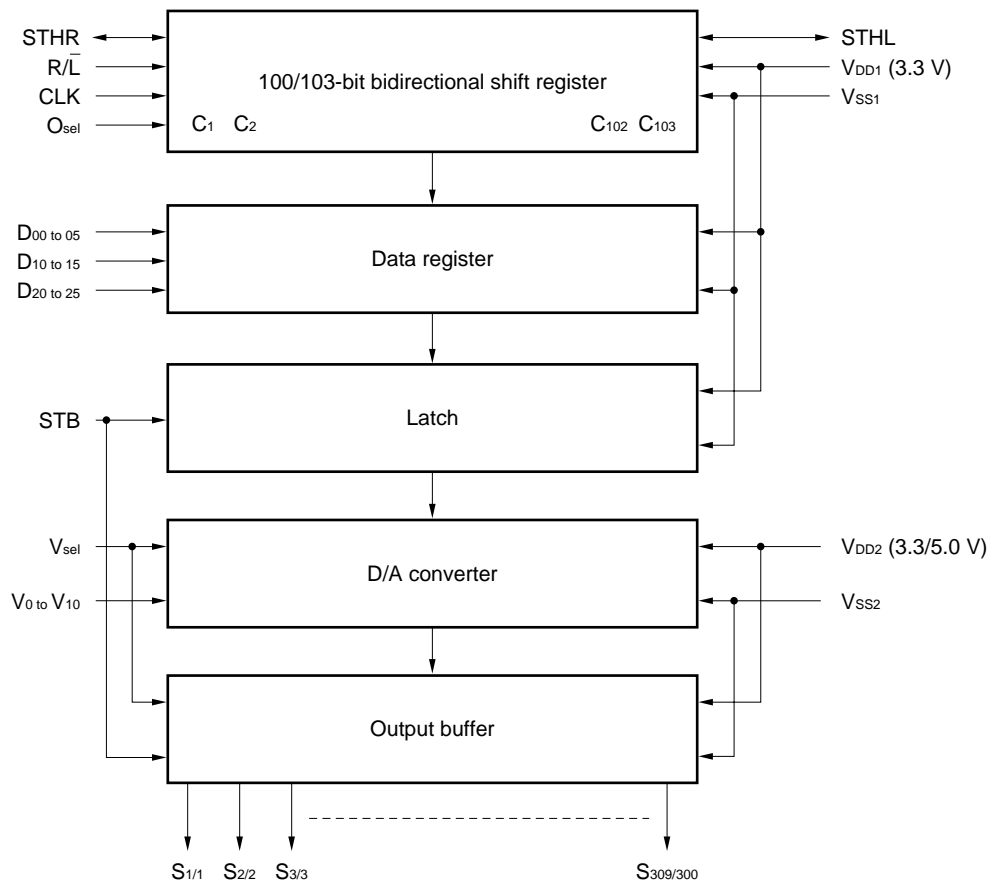 STHR
STHL
R/L̅
100/103-bit bidirectional shift register
VDD1 (3.3 V)
CLK
VSS1
Osel
C1 C2 C102 C103
D00 to 05
D10 to 15
Data register
D20 to 25
STB
Latch
Vsel
VDD2 (3.3/5.0 V)
D/A converter
V0 to V10
VSS2
Output buffer
S1/1 S2/2 S3/3 S309/300